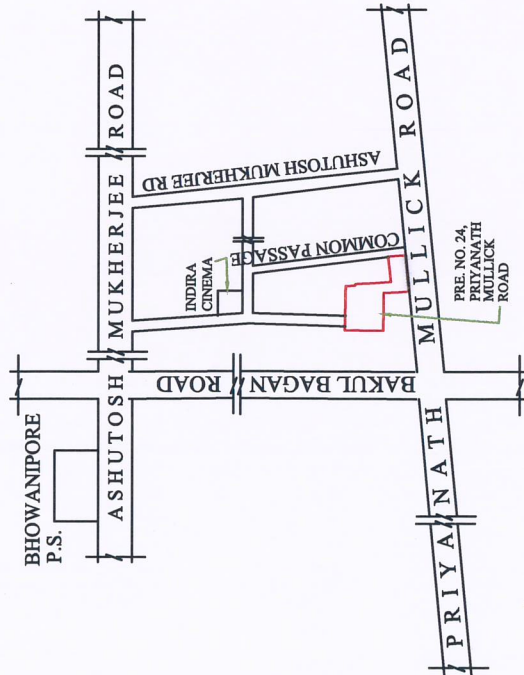 BHOWANIPORE
P.S.
ASHUTOSH MUKHERJEE ROAD
INDIRA
CINEMA
ASHUTOSH MUKHERJEE RD
COMMON PASSAGE
BAKUL BAGAN ROAD
PRE. NO. 24,
PRIYANATH
MULLICK
ROAD
PRIYANATH MULLICK ROAD